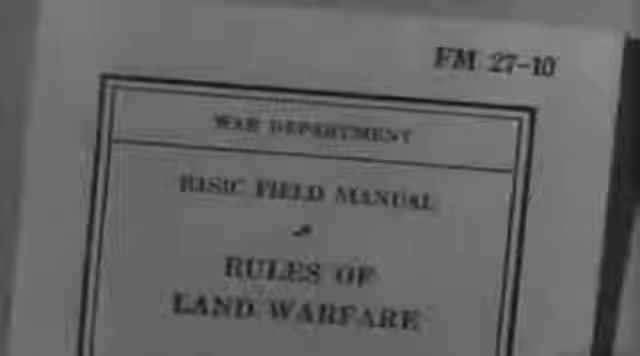 FM 27-10
WAR DEPARTMENT
BASIC FIELD MANUAL
RULES OF
LAND WARFARE